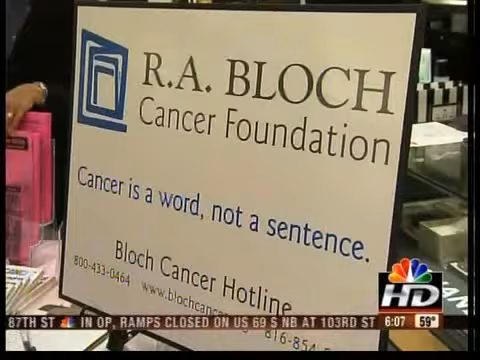 R.A. BLOCH
Cancer Foundation
Cancer is a word, not a sentence.
Bloch Cancer Hotline
800-433-0464
HD
6:07 59°
87TH ST IN OP, RAMPS CLOSED ON US 69 S NB AT 103RD ST